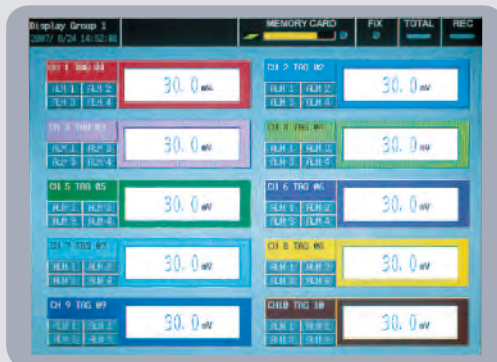 Display Group 1
2007/ 8/24
MEMORY CARD
FIX
TOTAL
REC
CH 1 TAG 01
ALM 1 ALM 2
ALM 3 ALM 4
30.0 mV
CH 2 TAG 02
ALM 1 ALM 2
ALM 3 ALM 4
30.0 mV
CH 3 TAG 03
ALM 1 ALM 2
ALM 3 ALM 4
30.0 mV
CH 4 TAG 04
ALM 1 ALM 2
ALM 3 ALM 4
30.0 mV
CH 5 TAG 05
ALM 1 ALM 2
ALM 3 ALM 4
30.0 mV
CH 6 TAG 06
ALM 1 ALM 2
ALM 3 ALM 4
30.0 mV
CH 7 TAG 07
ALM 1 ALM 2
ALM 3 ALM 4
30.0 mV
CH 8 TAG 08
ALM 1 ALM 2
ALM 3 ALM 4
30.0 mV
CH 9 TAG 09
ALM 1 ALM 2
ALM 3 ALM 4
30.0 mV
CH10 TAG 10
ALM 1 ALM 2
ALM 3 ALM 4
30.0 mV